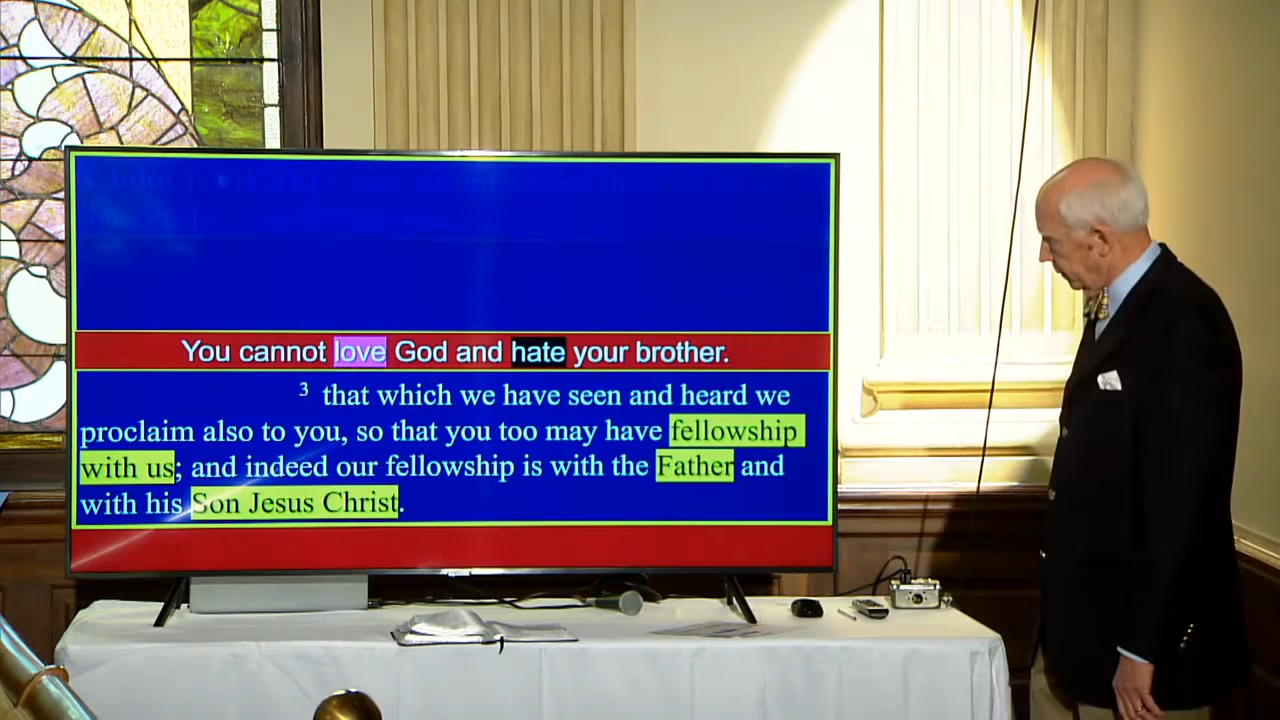 You cannot love God and hate your brother.
3 that which we have seen and heard we
proclaim also to you, so that you too may have fellowship
with us; and indeed our fellowship is with the Father and
with his Son Jesus Christ.